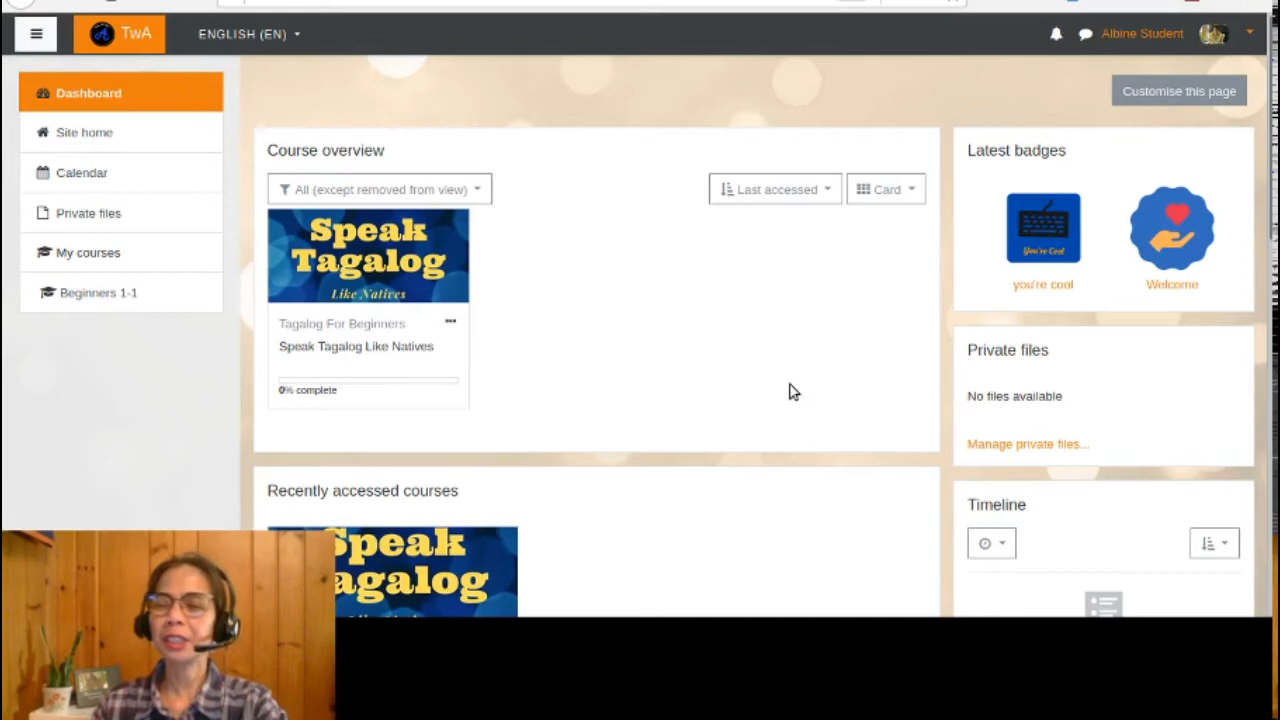 TwA
ENGLISH (EN)
Albine Student
Dashboard
Site home
Calendar
Private files
My courses
Beginners 1-1
Customise this page
Course overview
All (except removed from view)
Last accessed
Card
Speak
Tagalog
Like Natives
Tagalog For Beginners
Speak Tagalog Like Natives
0% complete
Recently accessed courses
Speak
Tagalog
Latest badges
You're Cool
you're cool
Welcome
Private files
No files available
Manage private files...
Timeline